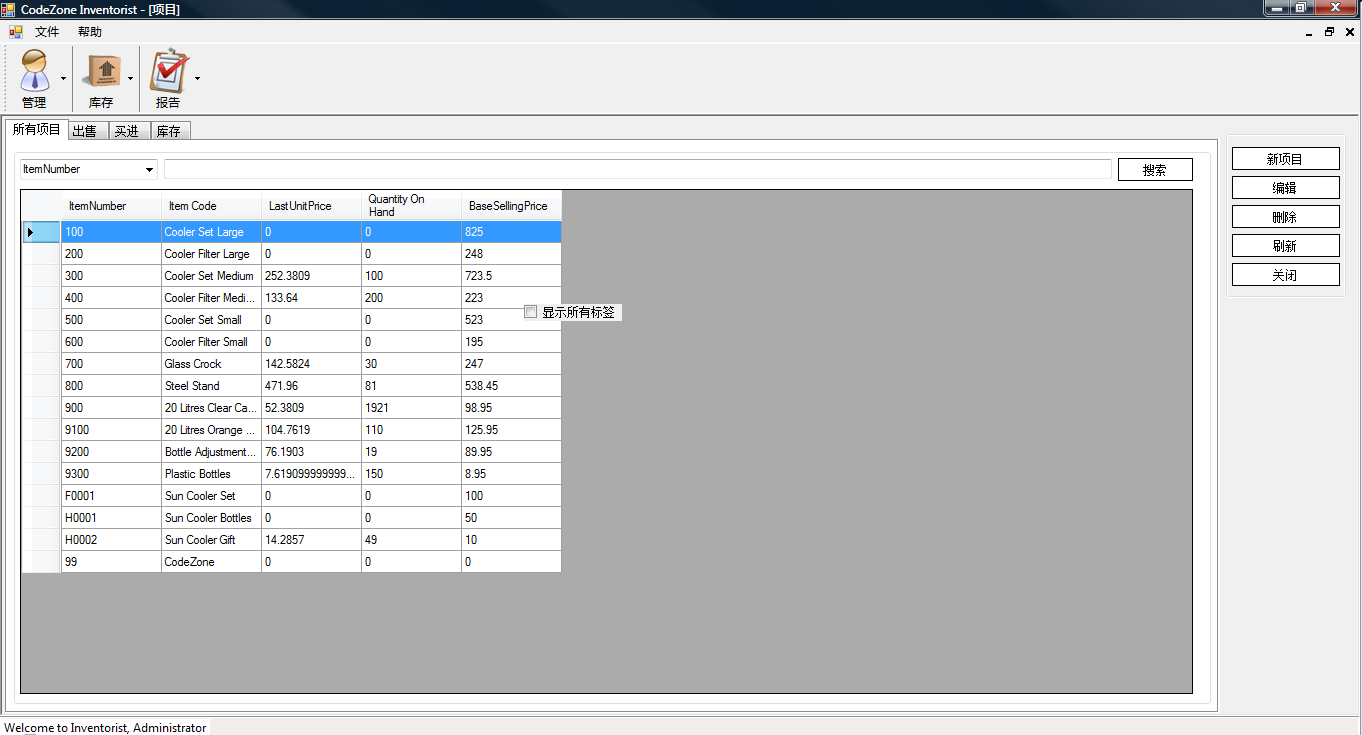 CodeZone Inventorist - [项目]
文件 帮助
管理 库存 报告
所有项目 出售 买进 库存
ItemNumber 搜索
ItemNumber Item Code LastUnitPrice Quantity On Hand BaseSellingPrice
100 Cooler Set Large 0 0 825
200 Cooler Filter Large 0 0 248
300 Cooler Set Medium 252.3809 100 723.5
400 Cooler Filter Medi... 133.64 200 223
显示所有标签
500 Cooler Set Small 0 0 523
600 Cooler Filter Small 0 0 195
700 Glass Crock 142.5824 30 247
800 Steel Stand 471.96 81 538.45
900 20 Litres Clear Ca... 52.3809 1921 98.95
9100 20 Litres Orange ... 104.7619 110 125.95
9200 Bottle Adjustment... 76.1903 19 89.95
9300 Plastic Bottles 7.619099999999... 150 8.95
F0001 Sun Cooler Set 0 0 100
H0001 Sun Cooler Bottles 0 0 50
H0002 Sun Cooler Gift 14.2857 49 10
99 CodeZone 0 0 0
新项目
编辑
删除
刷新
关闭
Welcome to Inventorist, Administrator